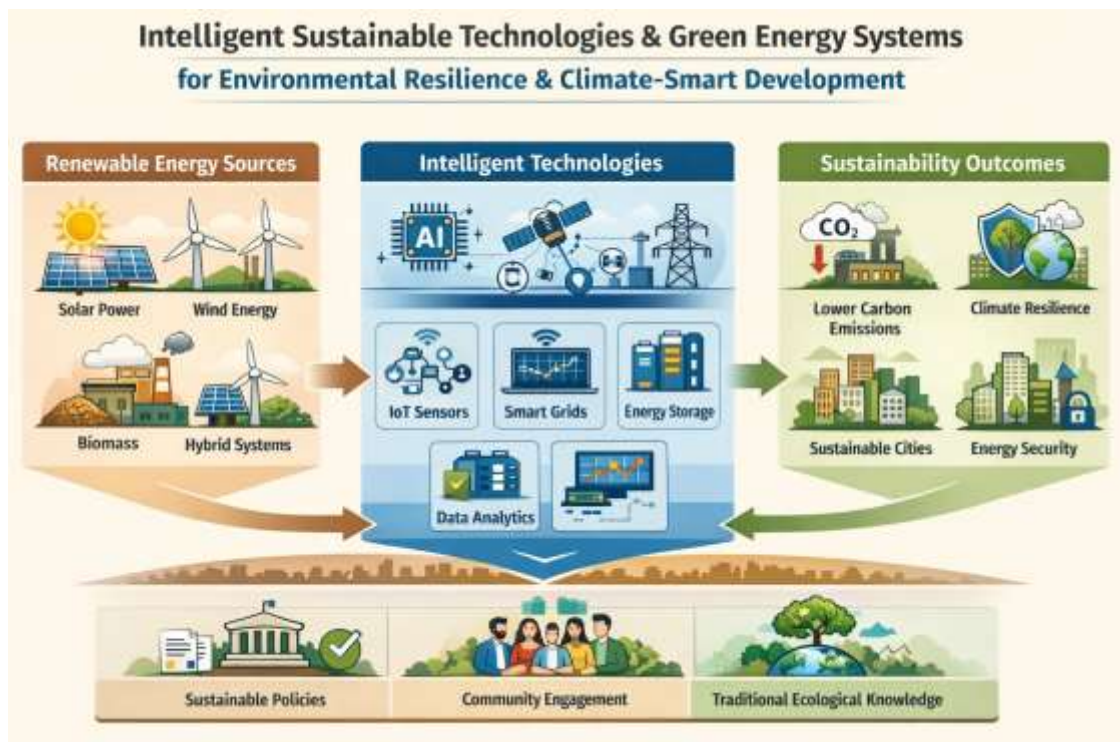 Intelligent Sustainable Technologies & Green Energy Systems
for Environmental Resilience & Climate-Smart Development
Renewable Energy Sources
Solar Power
Wind Energy
Biomass
Hybrid Systems
Intelligent Technologies
AI
IoT Sensors
Smart Grids
Energy Storage
Data Analytics
Sustainability Outcomes
CO₂
Lower Carbon
Emissions
Climate Resilience
Sustainable Cities
Energy Security
Sustainable Policies
Community Engagement
Traditional Ecological Knowledge